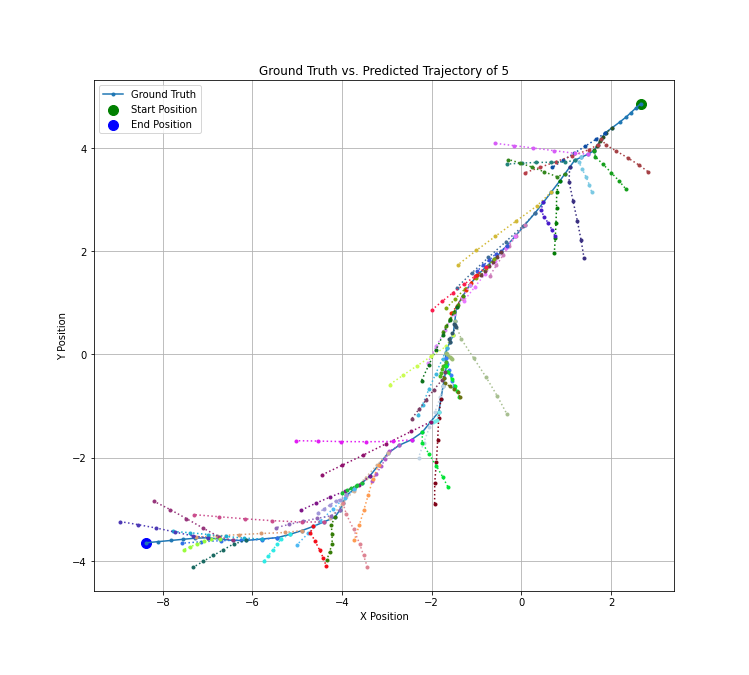 Ground Truth vs. Predicted Trajectory of 5
Ground Truth
Start Position
End Position
Y Position
4
2
0
−2
−4
−8
−6
−4
−2
0
2
X Position